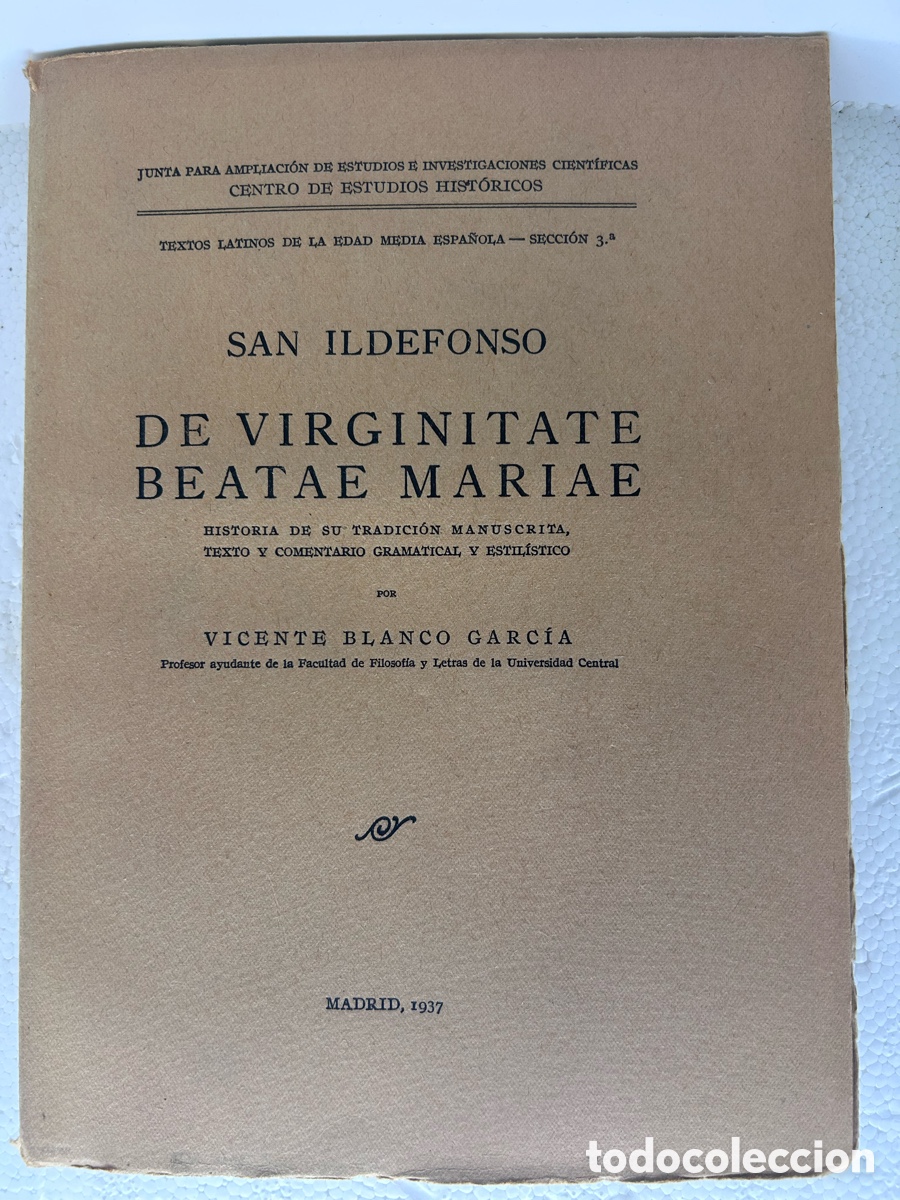 JUNTA PARA AMPLIACIÓN DE ESTUDIOS E INVESTIGACIONES CIENTÍFICAS
CENTRO DE ESTUDIOS HISTÓRICOS
TEXTOS LATINOS DE LA EDAD MEDIA ESPAÑOLA — SECCIÓN 3.ª
SAN ILDEFONSO
DE VIRGINITATE
BEATAE MARIAE
HISTORIA DE SU TRADICIÓN MANUSCRITA,
TEXTO Y COMENTARIO GRAMATICAL Y ESTILÍSTICO
POR
VICENTE BLANCO GARCÍA
Profesor ayudante de la Facultad de Filosofía y Letras de la Universidad Central
MADRID, 1937
todocoleccion